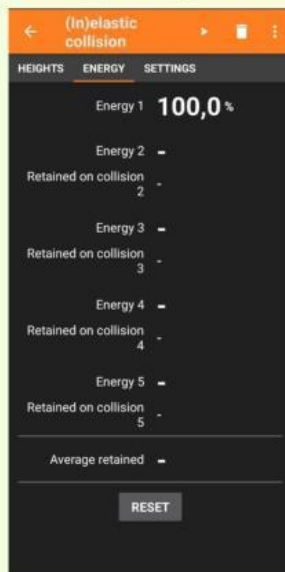 (In)elastic
collision
HEIGHTS ENERGY SETTINGS
Energy 1 100,0 %
Energy 2 -
Retained on collision
2 -
Energy 3 -
Retained on collision
3 -
Energy 4 -
Retained on collision
4 -
Energy 5 -
Retained on collision
5 -
Average retained -
RESET